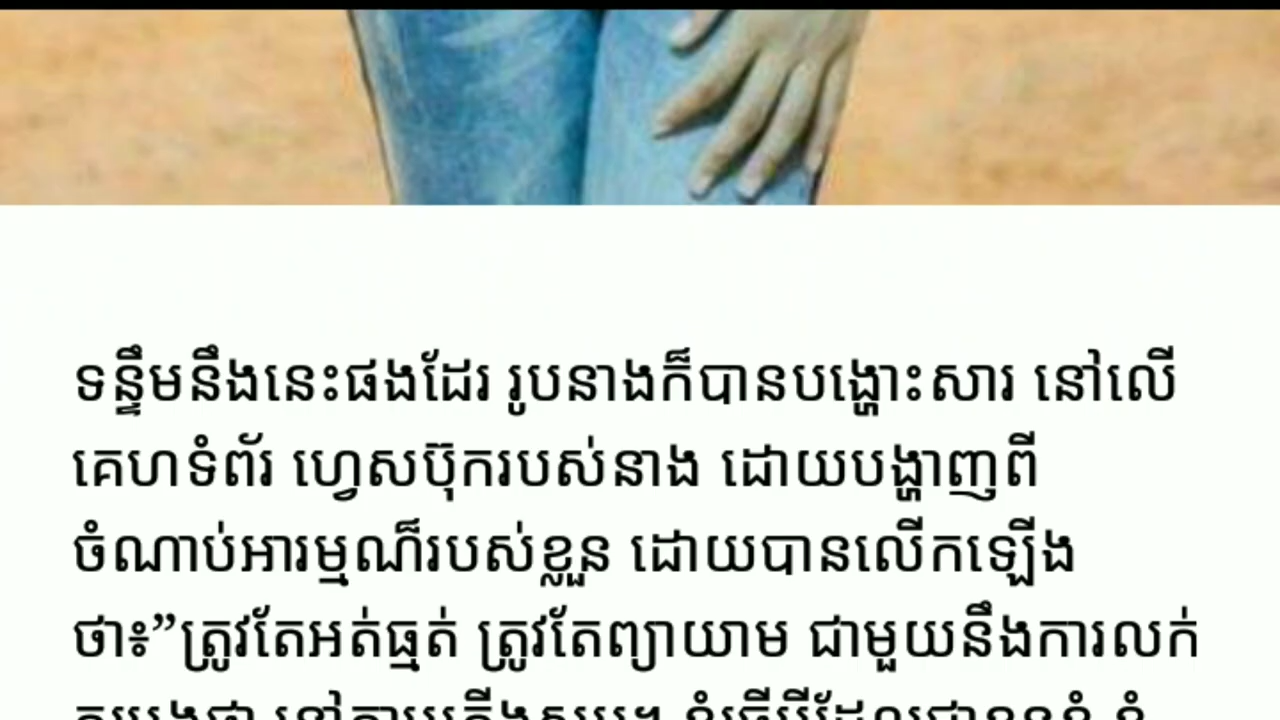 ទន្ទឹមនឹងនេះផងដែរ រូបនាងក៏បានបង្ហោះសារ នៅលើ
គេហទំព័រ ហ្វេសប៊ុករបស់នាង ដោយបង្ហាញពី
ចំណាប់អារម្មណ៏របស់ខ្លួន ដោយបានលើកឡើង
ថា៖”ត្រូវតែអត់ធ្មត់ ត្រូវតែព្យាយាម ជាមួយនឹងការលក់